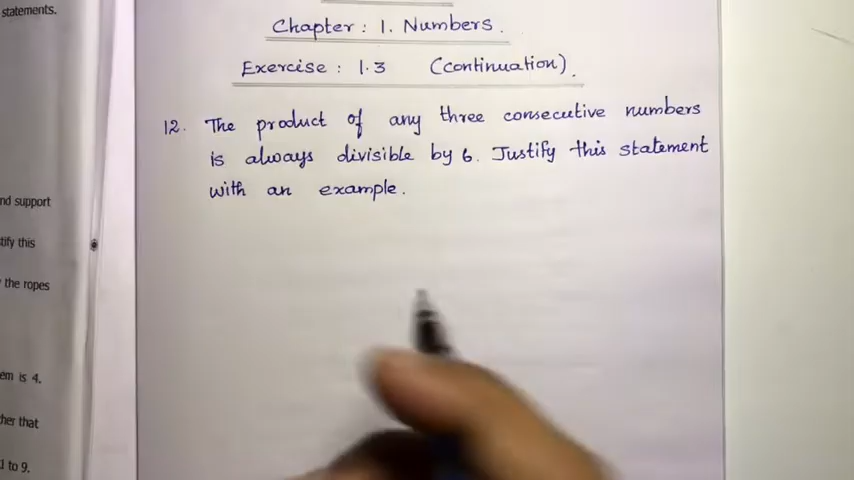 statements.
Chapter : 1. Numbers.
Exercise : 1.3 (continuation).
12. The product of any three consecutive numbers
is always divisible by 6. Justify this statement
with an example.
nd support
tify this
the ropes
em is 4.
her that
1 to 9.